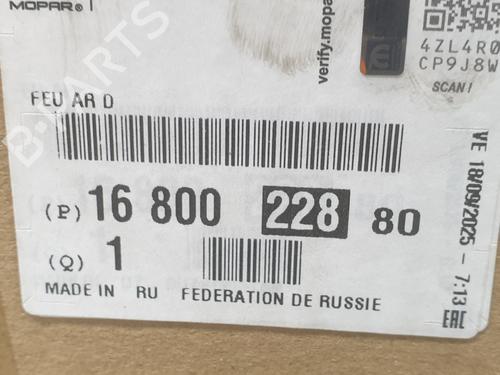 MOPAR®
verify.mopa
4ZL4R0
CP9J8W
SCAN!
FEU AR D
(P) 16 800 228 80
(Q) 1
MADE IN RU FEDERATION DE RUSSIE
VE 18/09/2025 - 7:13
EAC
B-PARTS